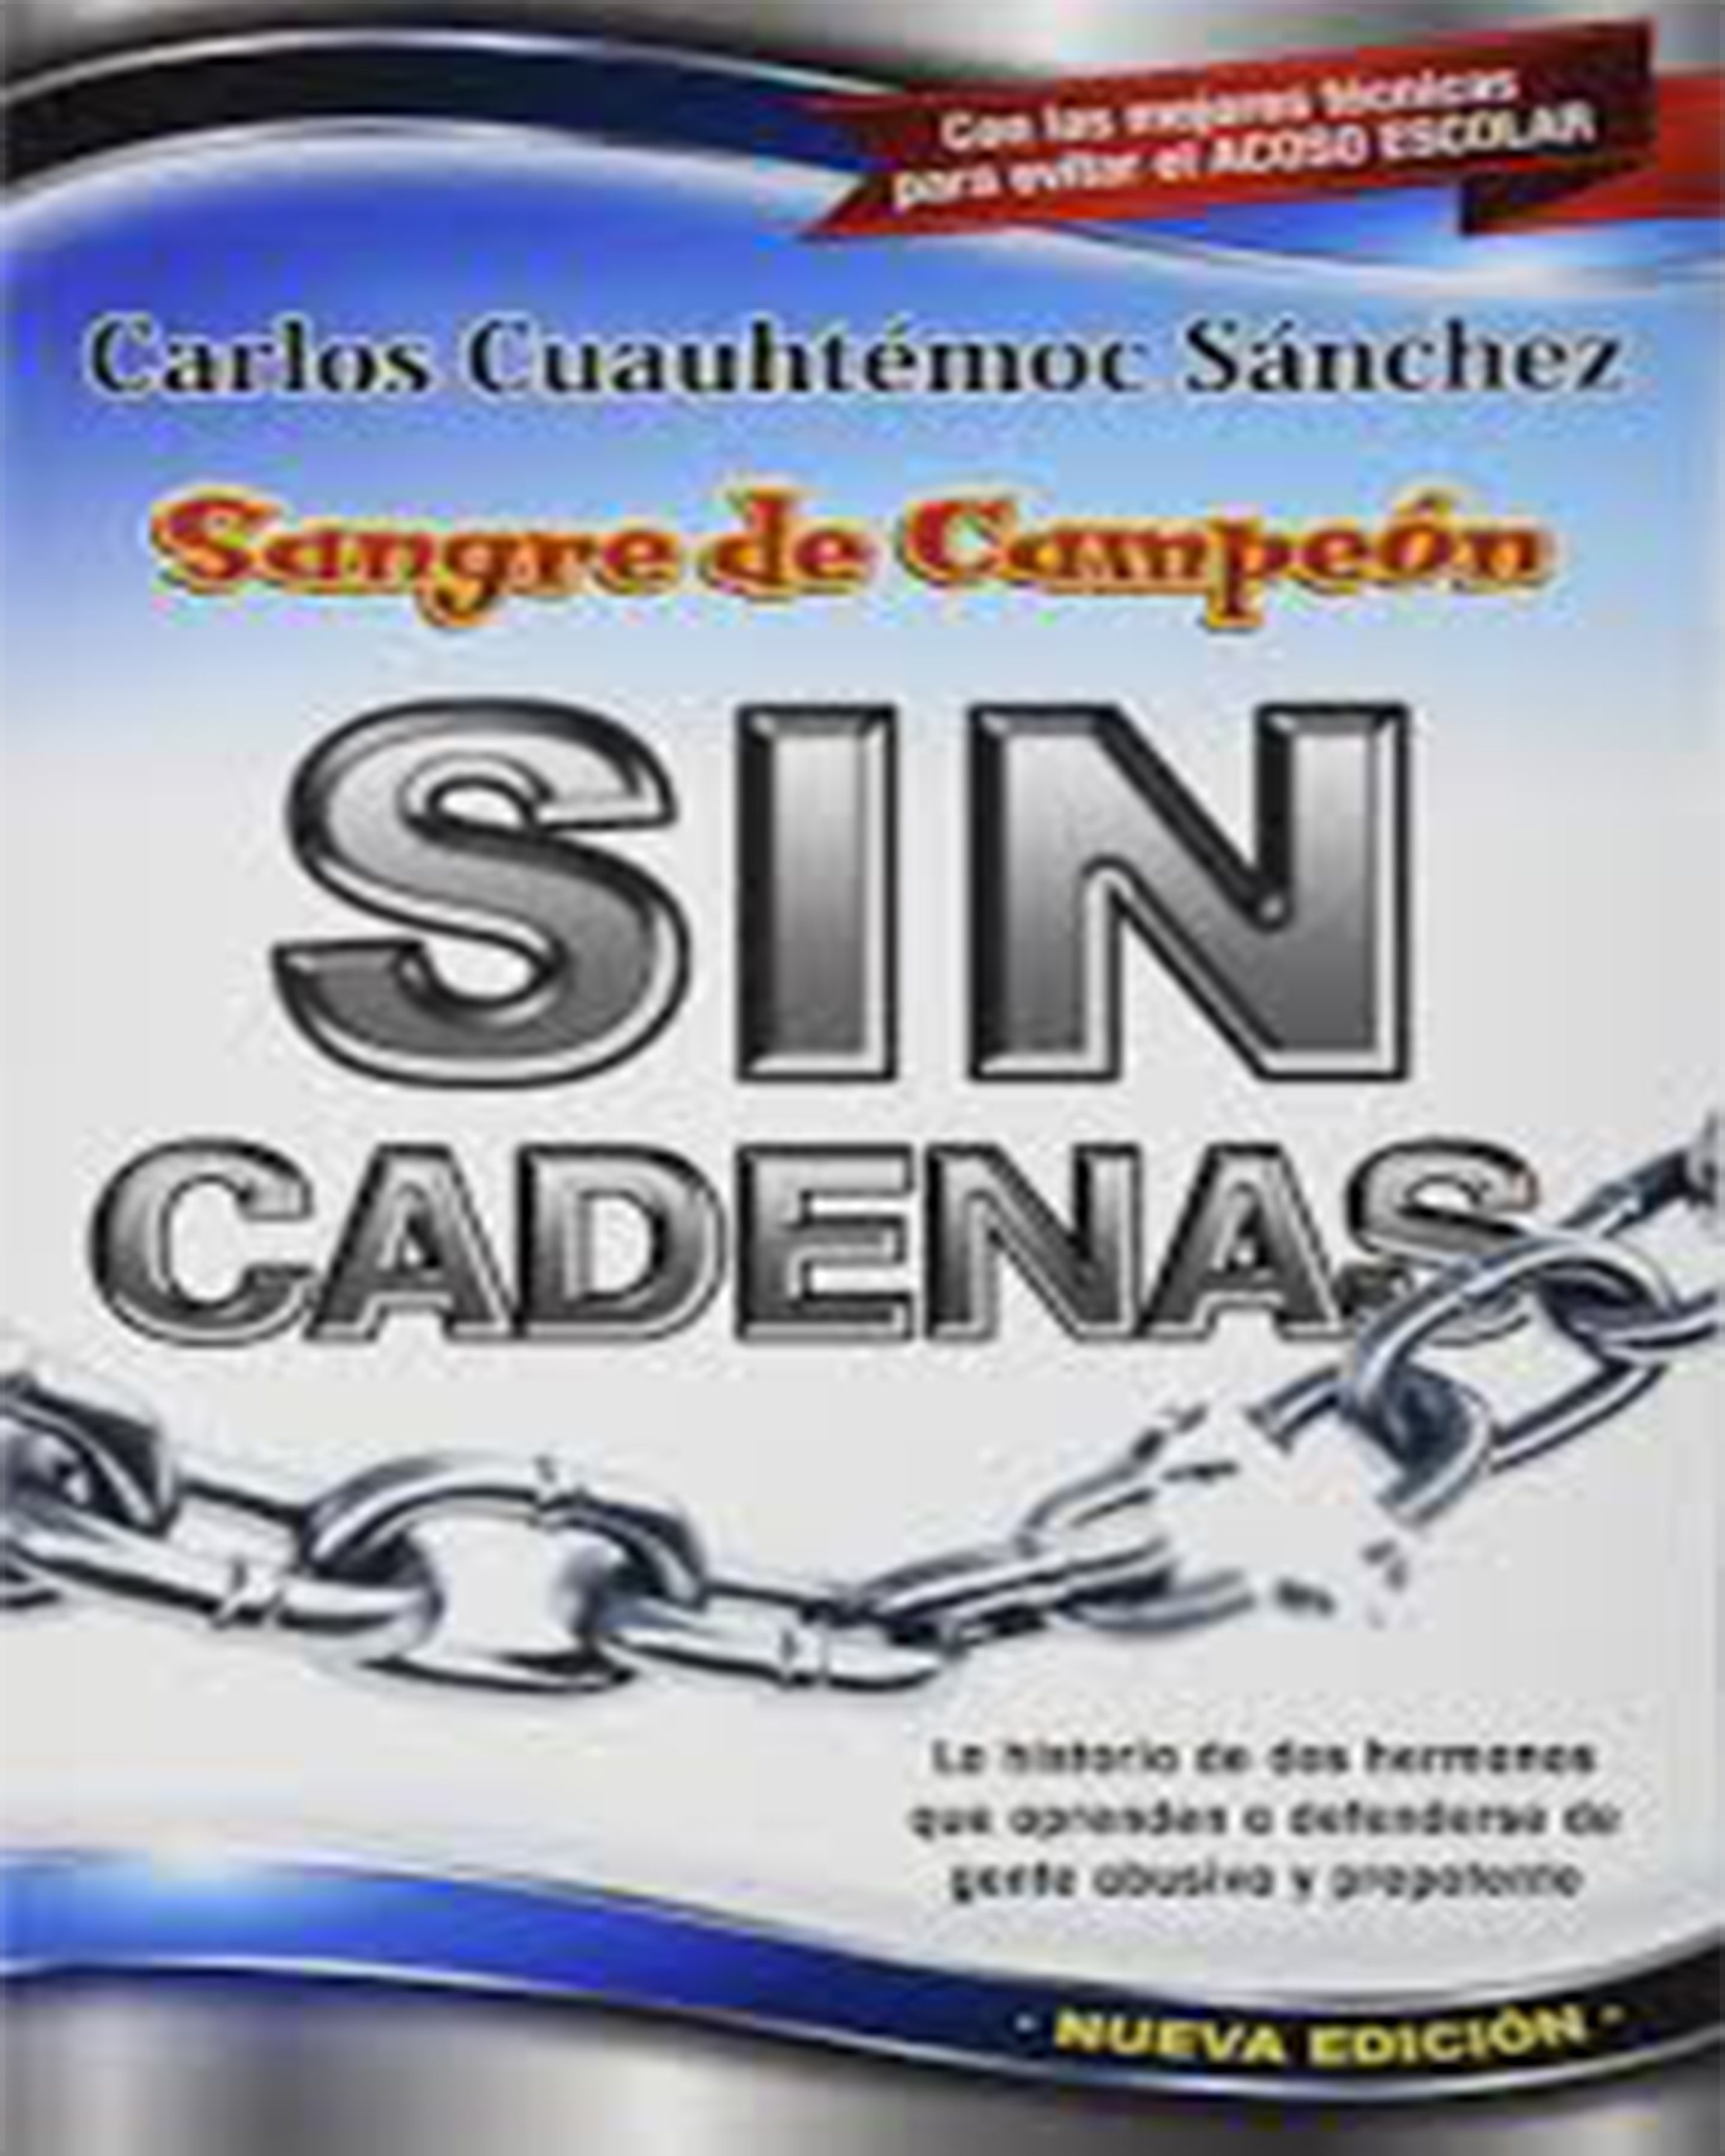 Con las mejores técnicas
para evitar el ACOSO ESCOLAR
Carlos Cuauhtémoc Sánchez
Sangre de Campeón
SIN
CADENAS
La historia de dos hermanos
que aprenden a defenderse de
gente abusiva y prepotente
- NUEVA EDICIÓN -